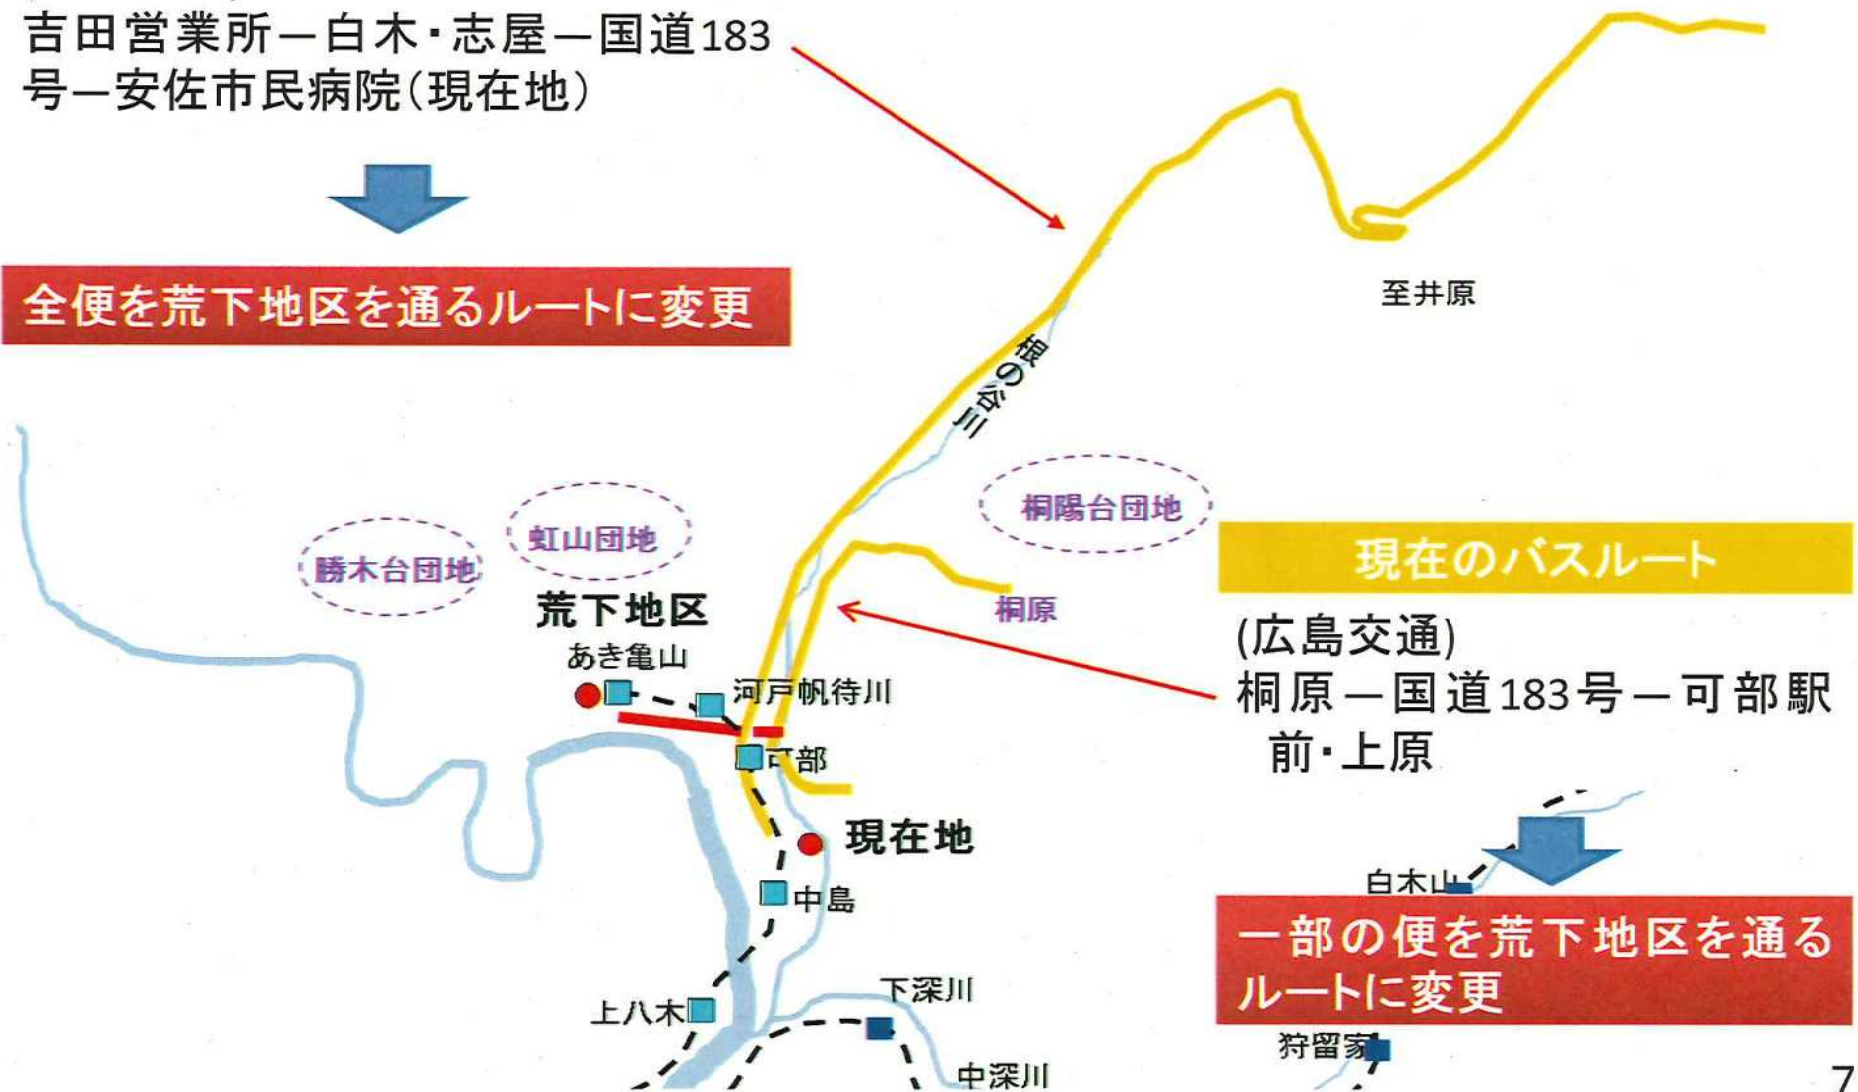 吉田営業所－白木・志屋－国道183
号－安佐市民病院(現在地)
全便を荒下地区を通るルートに変更
至井原
根の谷川
桐陽台団地
虹山団地
勝木台団地
現在のバスルート
荒下地区
桐原
(広島交通)
あき亀山
桐原－国道183号－可部駅
前・上原
河戸帆待川
可部
現在地
白木山
中島
一部の便を荒下地区を通る
ルートに変更
下深川
上八木
狩留家
中深川
7